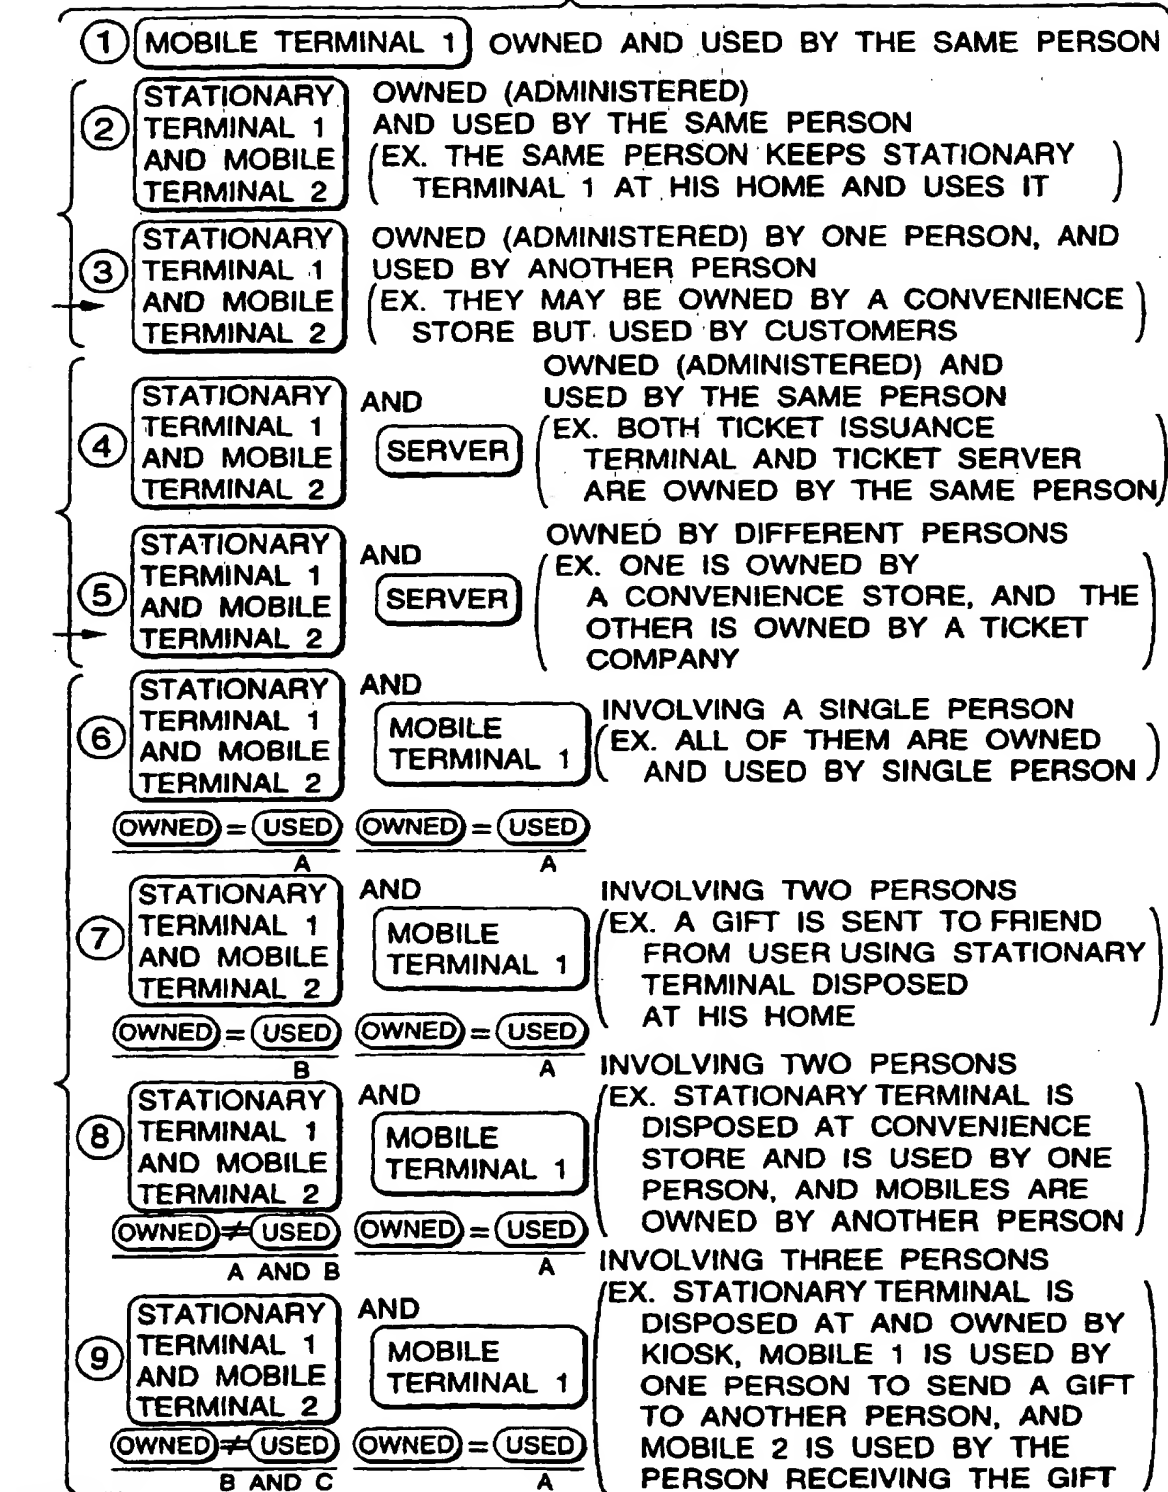 ① MOBILE TERMINAL 1 OWNED AND USED BY THE SAME PERSON
②
STATIONARY
TERMINAL 1
AND MOBILE
TERMINAL 2
OWNED (ADMINISTERED)
AND USED BY THE SAME PERSON
(EX. THE SAME PERSON KEEPS STATIONARY
TERMINAL 1 AT HIS HOME AND USES IT)
③
STATIONARY
TERMINAL 1
AND MOBILE
TERMINAL 2
OWNED (ADMINISTERED) BY ONE PERSON, AND
USED BY ANOTHER PERSON
(EX. THEY MAY BE OWNED BY A CONVENIENCE
STORE BUT USED BY CUSTOMERS)
④
STATIONARY
TERMINAL 1
AND MOBILE
TERMINAL 2
AND
SERVER
OWNED (ADMINISTERED) AND
USED BY THE SAME PERSON
(EX. BOTH TICKET ISSUANCE
TERMINAL AND TICKET SERVER
ARE OWNED BY THE SAME PERSON)
⑤
STATIONARY
TERMINAL 1
AND MOBILE
TERMINAL 2
AND
SERVER
OWNED BY DIFFERENT PERSONS
(EX. ONE IS OWNED BY
A CONVENIENCE STORE, AND THE
OTHER IS OWNED BY A TICKET
COMPANY)
⑥
STATIONARY
TERMINAL 1
AND MOBILE
TERMINAL 2
AND
MOBILE
TERMINAL 1
INVOLVING A SINGLE PERSON
(EX. ALL OF THEM ARE OWNED
AND USED BY SINGLE PERSON)
OWNED = USED OWNED = USED
A A
⑦
STATIONARY
TERMINAL 1
AND MOBILE
TERMINAL 2
AND
MOBILE
TERMINAL 1
INVOLVING TWO PERSONS
(EX. A GIFT IS SENT TO FRIEND
FROM USER USING STATIONARY
TERMINAL DISPOSED
AT HIS HOME)
OWNED = USED OWNED = USED
B A
⑧
STATIONARY
TERMINAL 1
AND MOBILE
TERMINAL 2
AND
MOBILE
TERMINAL 1
INVOLVING TWO PERSONS
(EX. STATIONARY TERMINAL IS
DISPOSED AT CONVENIENCE
STORE AND IS USED BY ONE
PERSON, AND MOBILES ARE
OWNED BY ANOTHER PERSON)
OWNED ≠ USED OWNED = USED
A AND B A
⑨
STATIONARY
TERMINAL 1
AND MOBILE
TERMINAL 2
AND
MOBILE
TERMINAL 1
INVOLVING THREE PERSONS
(EX. STATIONARY TERMINAL IS
DISPOSED AT AND OWNED BY
KIOSK, MOBILE 1 IS USED BY
ONE PERSON TO SEND A GIFT
TO ANOTHER PERSON, AND
MOBILE 2 IS USED BY THE
PERSON RECEIVING THE GIFT)
OWNED ≠ USED OWNED = USED
B AND C A